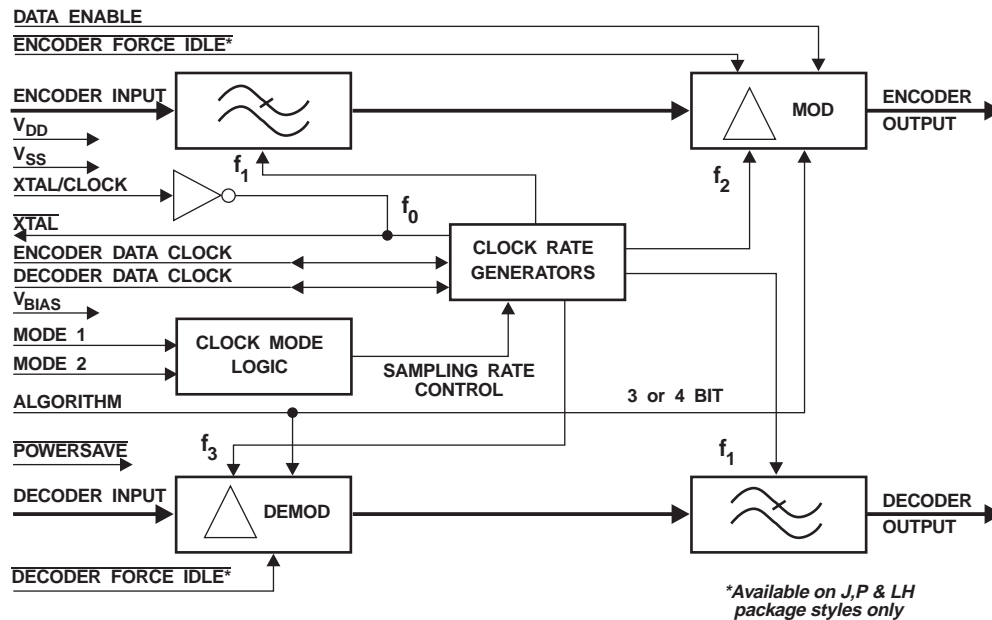 DATA ENABLE
ENCODER FORCE IDLE*
ENCODER INPUT
MOD
ENCODER
OUTPUT
VDD
VSS
f1
f2
XTAL/CLOCK
f0
XTAL
ENCODER DATA CLOCK
DECODER DATA CLOCK
CLOCK RATE
GENERATORS
VBIAS
MODE 1
MODE 2
CLOCK MODE
LOGIC
SAMPLING RATE
CONTROL
ALGORITHM
3 or 4 BIT
POWERSAVE
f3
f1
DECODER INPUT
DEMOD
DECODER
OUTPUT
DECODER FORCE IDLE*
*Available on J,P & LH
package styles only